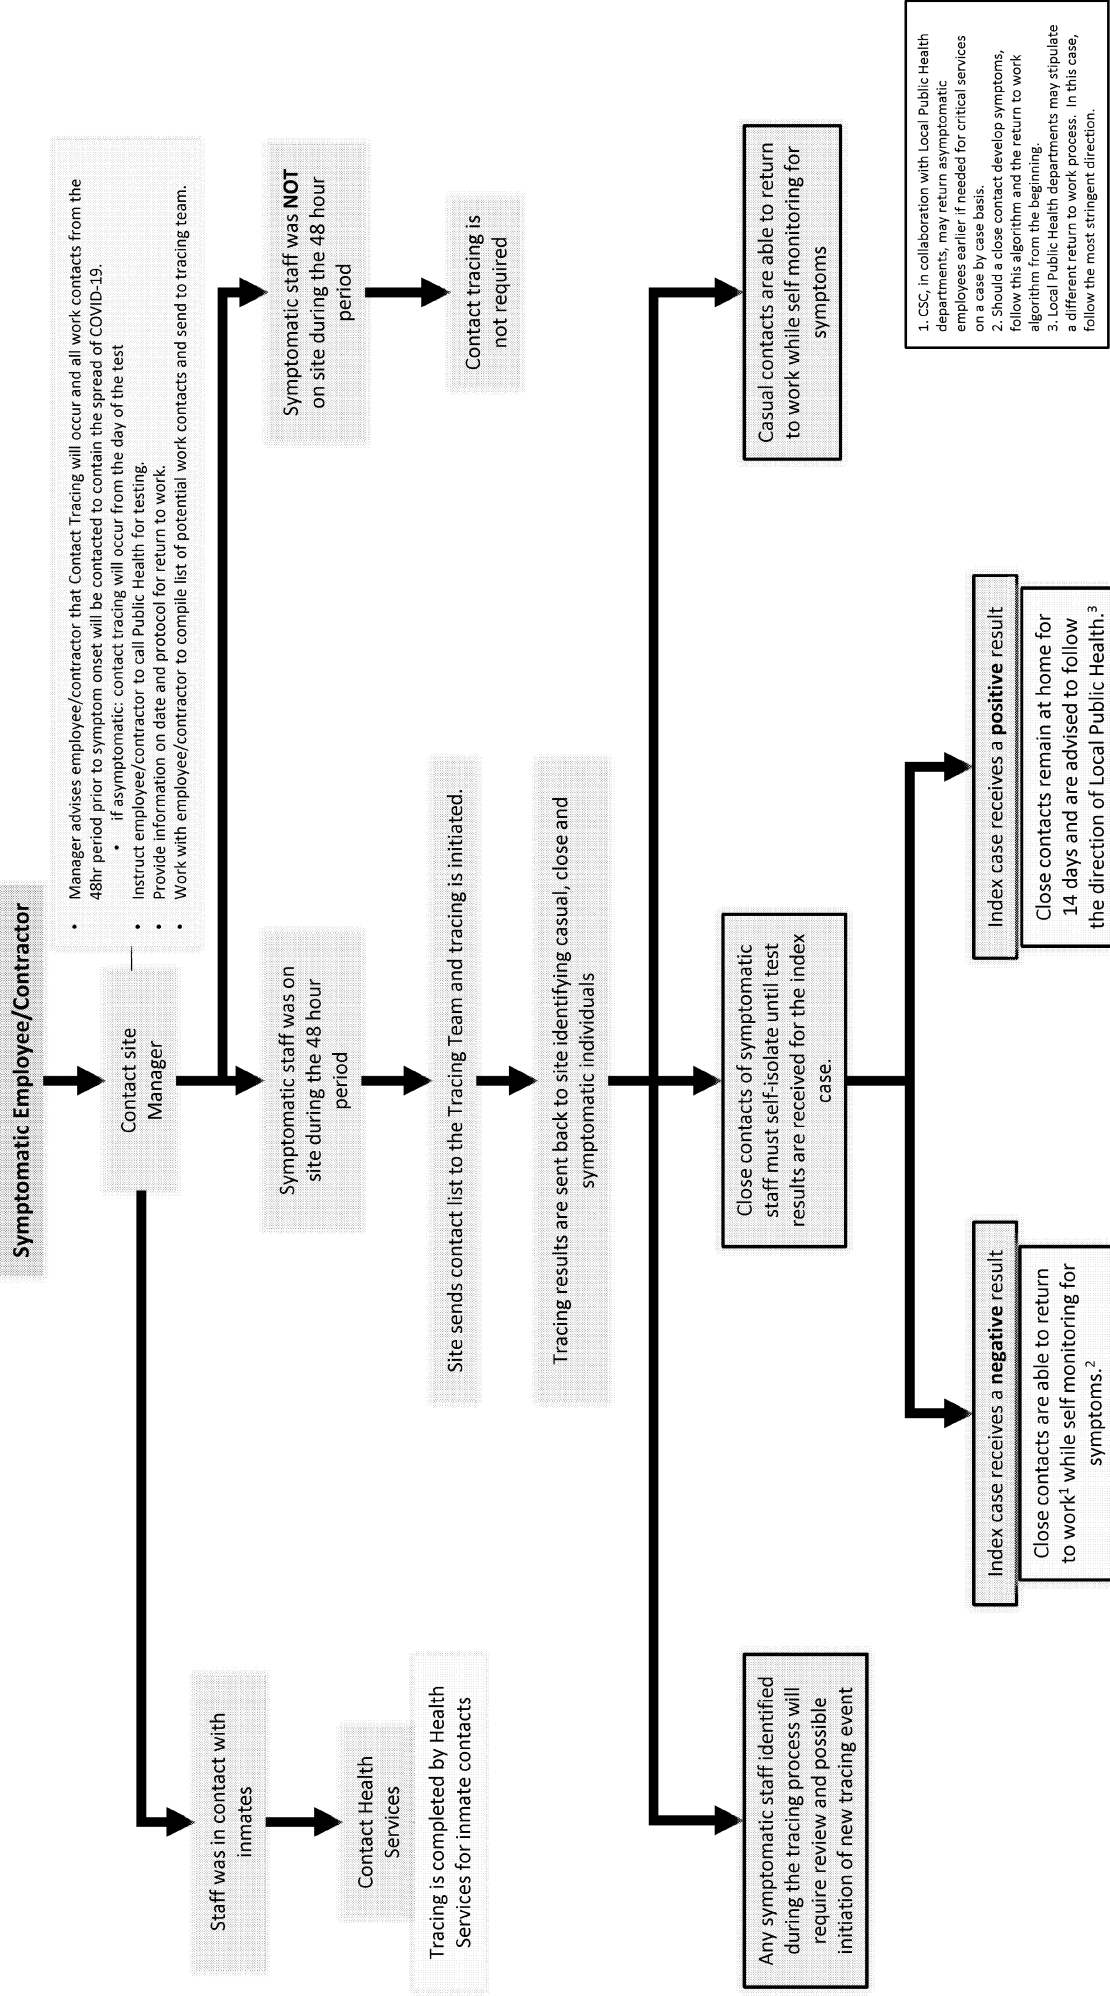 Symptomatic Employee/Contractor
Contact site
Manager
• Manager advises employee/contractor that Contact Tracing will occur and all work contacts from the
48hr period prior to symptom onset will be contacted to contain the spread of COVID-19.
• if asymptomatic: contact tracing will occur from the day of the test
• Instruct employee/contractor to call Public Health for testing.
• Provide information on date and protocol for return to work.
• Work with employee/contractor to compile list of potential work contacts and send to tracing team.
Staff was in contact with
inmates
Contact Health
Services
Tracing is completed by Health
Services for inmate contacts
Symptomatic staff was on
site during the 48 hour
period
Symptomatic staff was NOT
on site during the 48 hour
period
Contact tracing is
not required
Site sends contact list to the Tracing Team and tracing is initiated.
Tracing results are sent back to site identifying casual, close and
symptomatic individuals
Any symptomatic staff identified
during the tracing process will
require review and possible
initiation of new tracing event
Close contacts of symptomatic
staff must self-isolate until test
results are received for the index
case.
Casual contacts are able to return
to work while self monitoring for
symptoms
Index case receives a negative result
Close contacts are able to return
to work¹ while self monitoring for
symptoms.²
Index case receives a positive result
Close contacts remain at home for
14 days and are advised to follow
the direction of Local Public Health.³
1. CSC, in collaboration with Local Public Health
departments, may return asymptomatic
employees earlier if needed for critical services
on a case by case basis.
2. Should a close contact develop symptoms,
follow this algorithm and the return to work
algorithm from the beginning.
3. Local Public Health departments may stipulate
a different return to work process. In this case,
follow the most stringent direction.